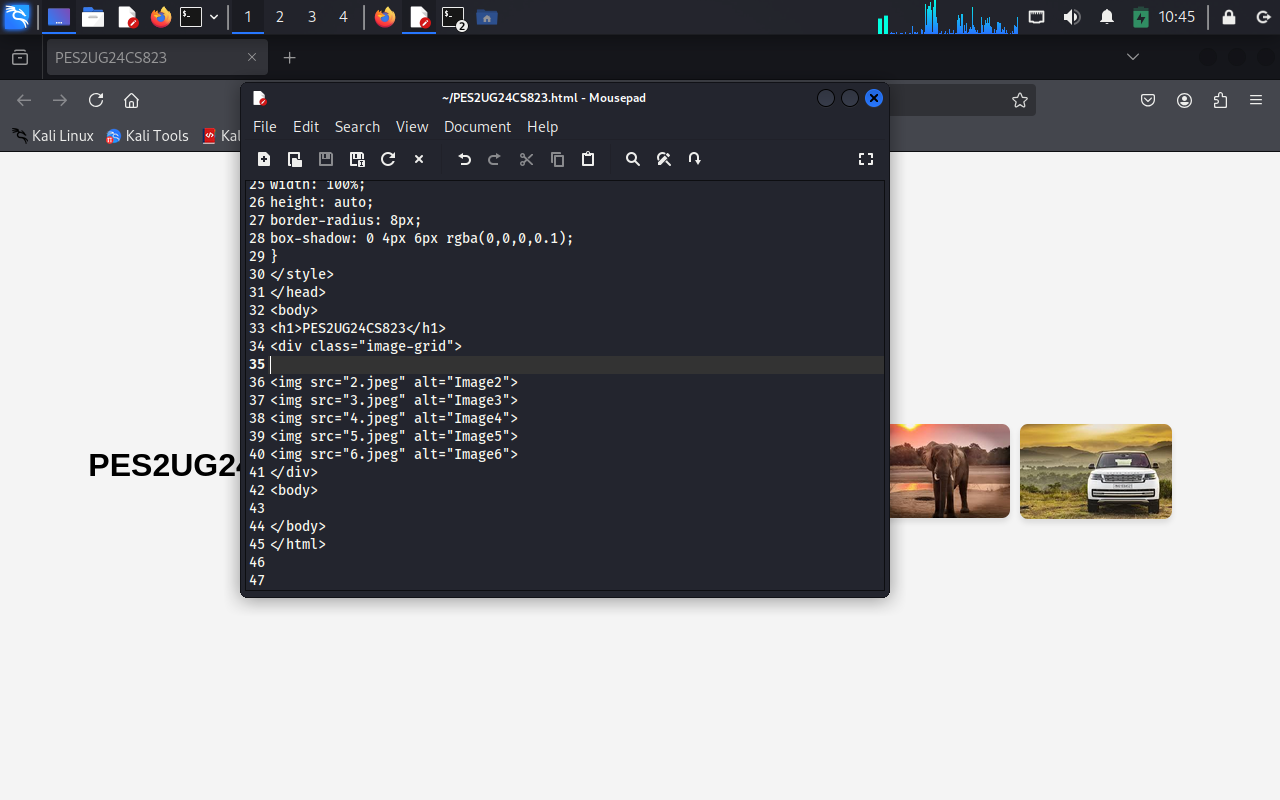 1 2 3 4 2 10:45
PES2UG24CS823
~/PES2UG24CS823.html - Mousepad
File Edit Search View Document Help
Kali Linux Kali Tools Kal
25 width: 100%;
26 height: auto;
27 border-radius: 8px;
28 box-shadow: 0 4px 6px rgba(0,0,0,0.1);
29 }
30 </style>
31 </head>
32 <body>
33 <h1>PES2UG24CS823</h1>
34 <div class="image-grid">
35
36 <img src="2.jpeg" alt="Image2">
37 <img src="3.jpeg" alt="Image3">
38 <img src="4.jpeg" alt="Image4">
39 <img src="5.jpeg" alt="Image5">
40 <img src="6.jpeg" alt="Image6">
41 </div>
42 <body>
43
44 </body>
45 </html>
46
47
PES2UG24